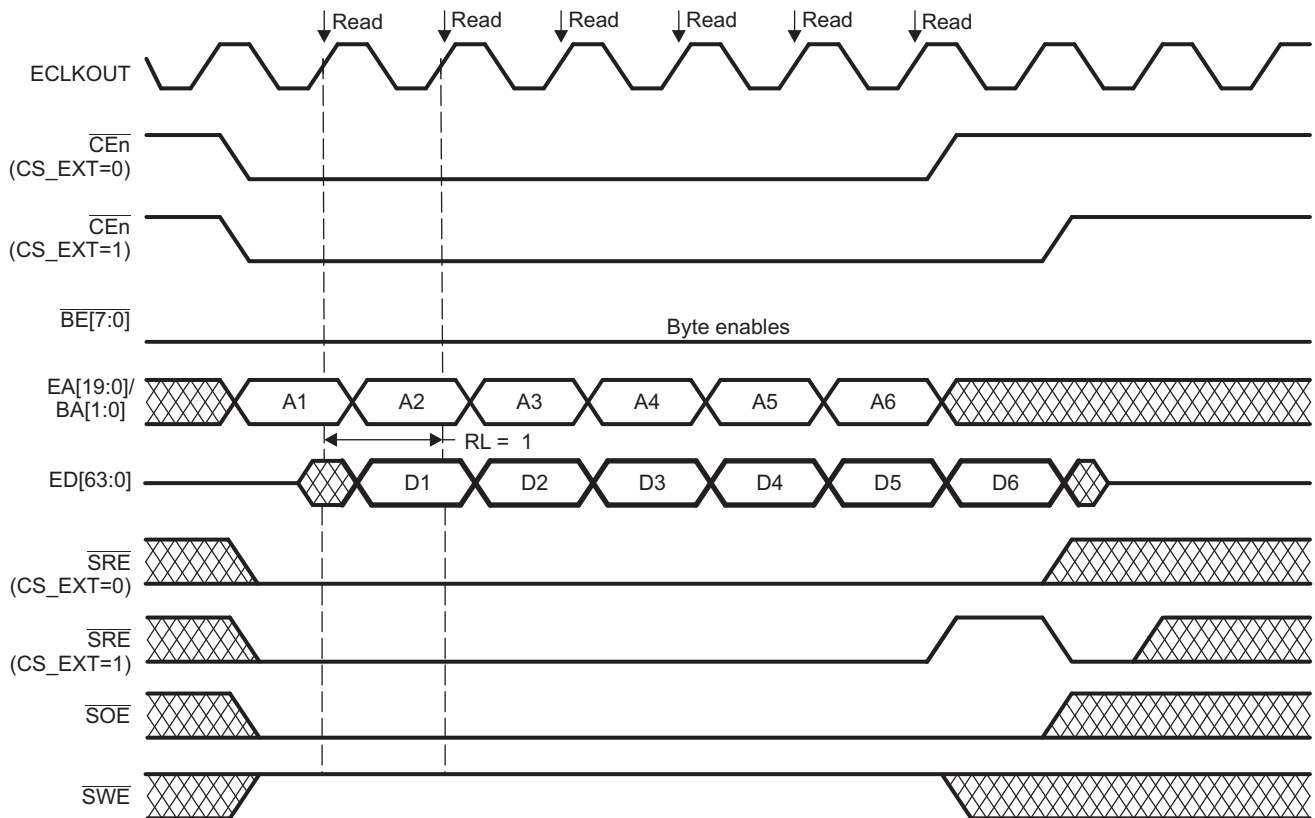 Read Read Read Read Read Read
ECLKOUT
CEn
(CS_EXT=0)
CEn
(CS_EXT=1)
BE[7:0]
Byte enables
EA[19:0]/
BA[1:0]
A1 A2 A3 A4 A5 A6
RL = 1
ED[63:0]
D1 D2 D3 D4 D5 D6
SRE
(CS_EXT=0)
SRE
(CS_EXT=1)
SOE
SWE